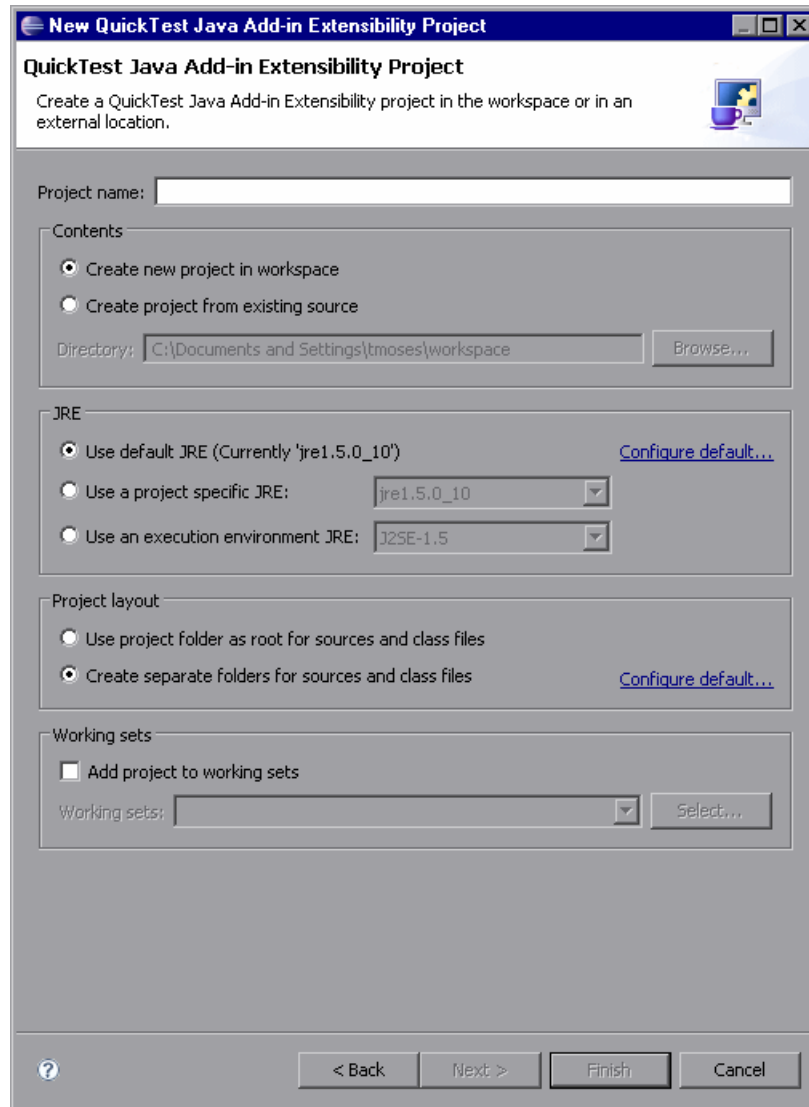 New QuickTest Java Add-in Extensibility Project
QuickTest Java Add-in Extensibility Project
Create a QuickTest Java Add-in Extensibility project in the workspace or in an
external location.
Project name:
Contents
Create new project in workspace
Create project from existing source
Directory: C:\Documents and Settings\tmoses\workspace Browse...
JRE
Use default JRE (Currently 'jre1.5.0_10') Configure default...
Use a project specific JRE: jre1.5.0_10
Use an execution environment JRE: J2SE-1.5
Project layout
Use project folder as root for sources and class files
Create separate folders for sources and class files Configure default...
Working sets
Add project to working sets
Working sets: Select...
? < Back Next > Finish Cancel